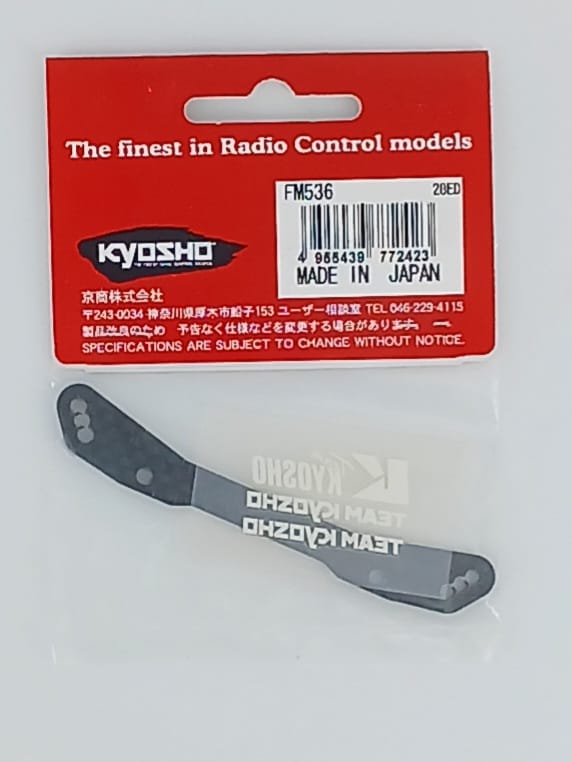 The finest in Radio Control models
FM536 28ED
4 955439 772423
MADE IN JAPAN
KYOSHO
京商株式会社
〒243-0034 神奈川県厚木市船子153 ユーザー相談室 TEL 046-229-4115
製品改良のため 予告なく仕様などを変更する場合があります。
SPECIFICATIONS ARE SUBJECT TO CHANGE WITHOUT NOTICE.
K Team KYOSHO
TEAM KYOSHO
TEAM KYOSHO